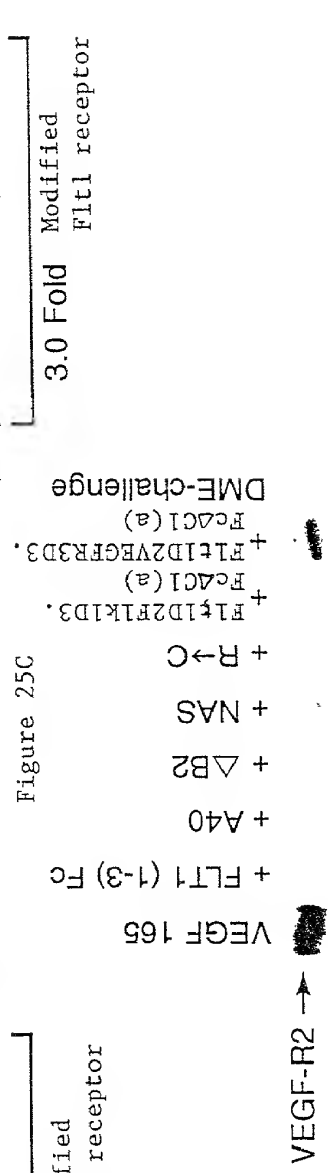 Figure 25C
fied
receptor
3.0 Fold Modified
Flt1 receptor
VEGF 165
+ FLT1 (1-3) Fc
+ A40
+ △B2
+ NAS
+ R→C
+ Flt1D2Flk1D3.
FcΔC1(a)
+ Flt1D2VEGFR3D3.
FcΔC1(a)
DME-challenge
VEGF-R2 →